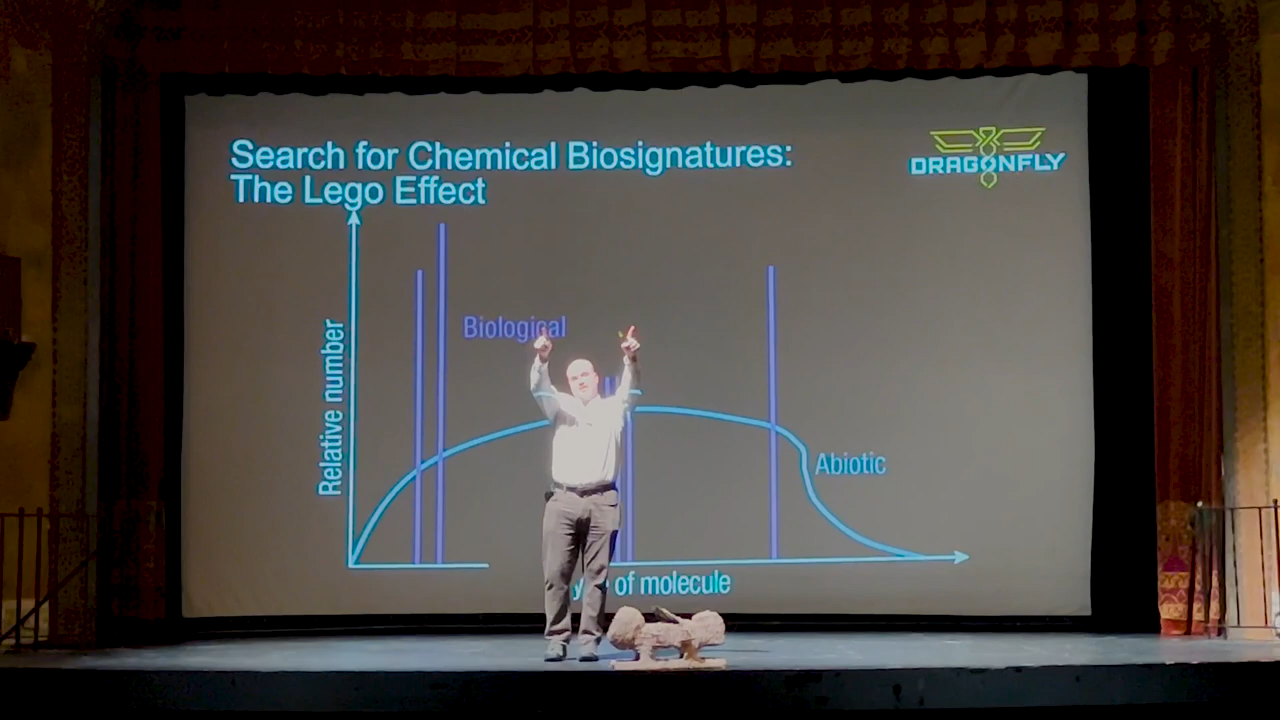 Search for Chemical Biosignatures:
The Lego Effect
DRAGONFLY
Relative number
Biological
Abiotic
of molecule